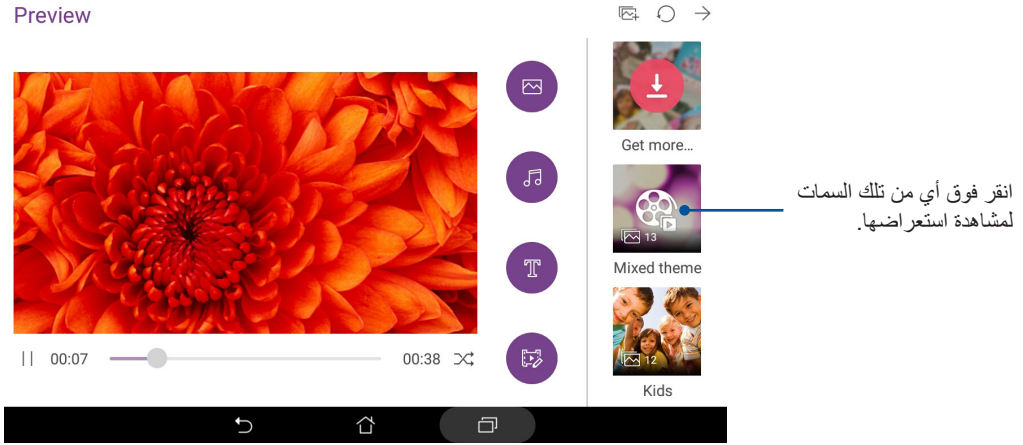 Preview
Get more...
13
Mixed theme
12
Kids
00:07
00:38
انقر فوق أي من تلك السمات
لمشاهدة استعراضها.